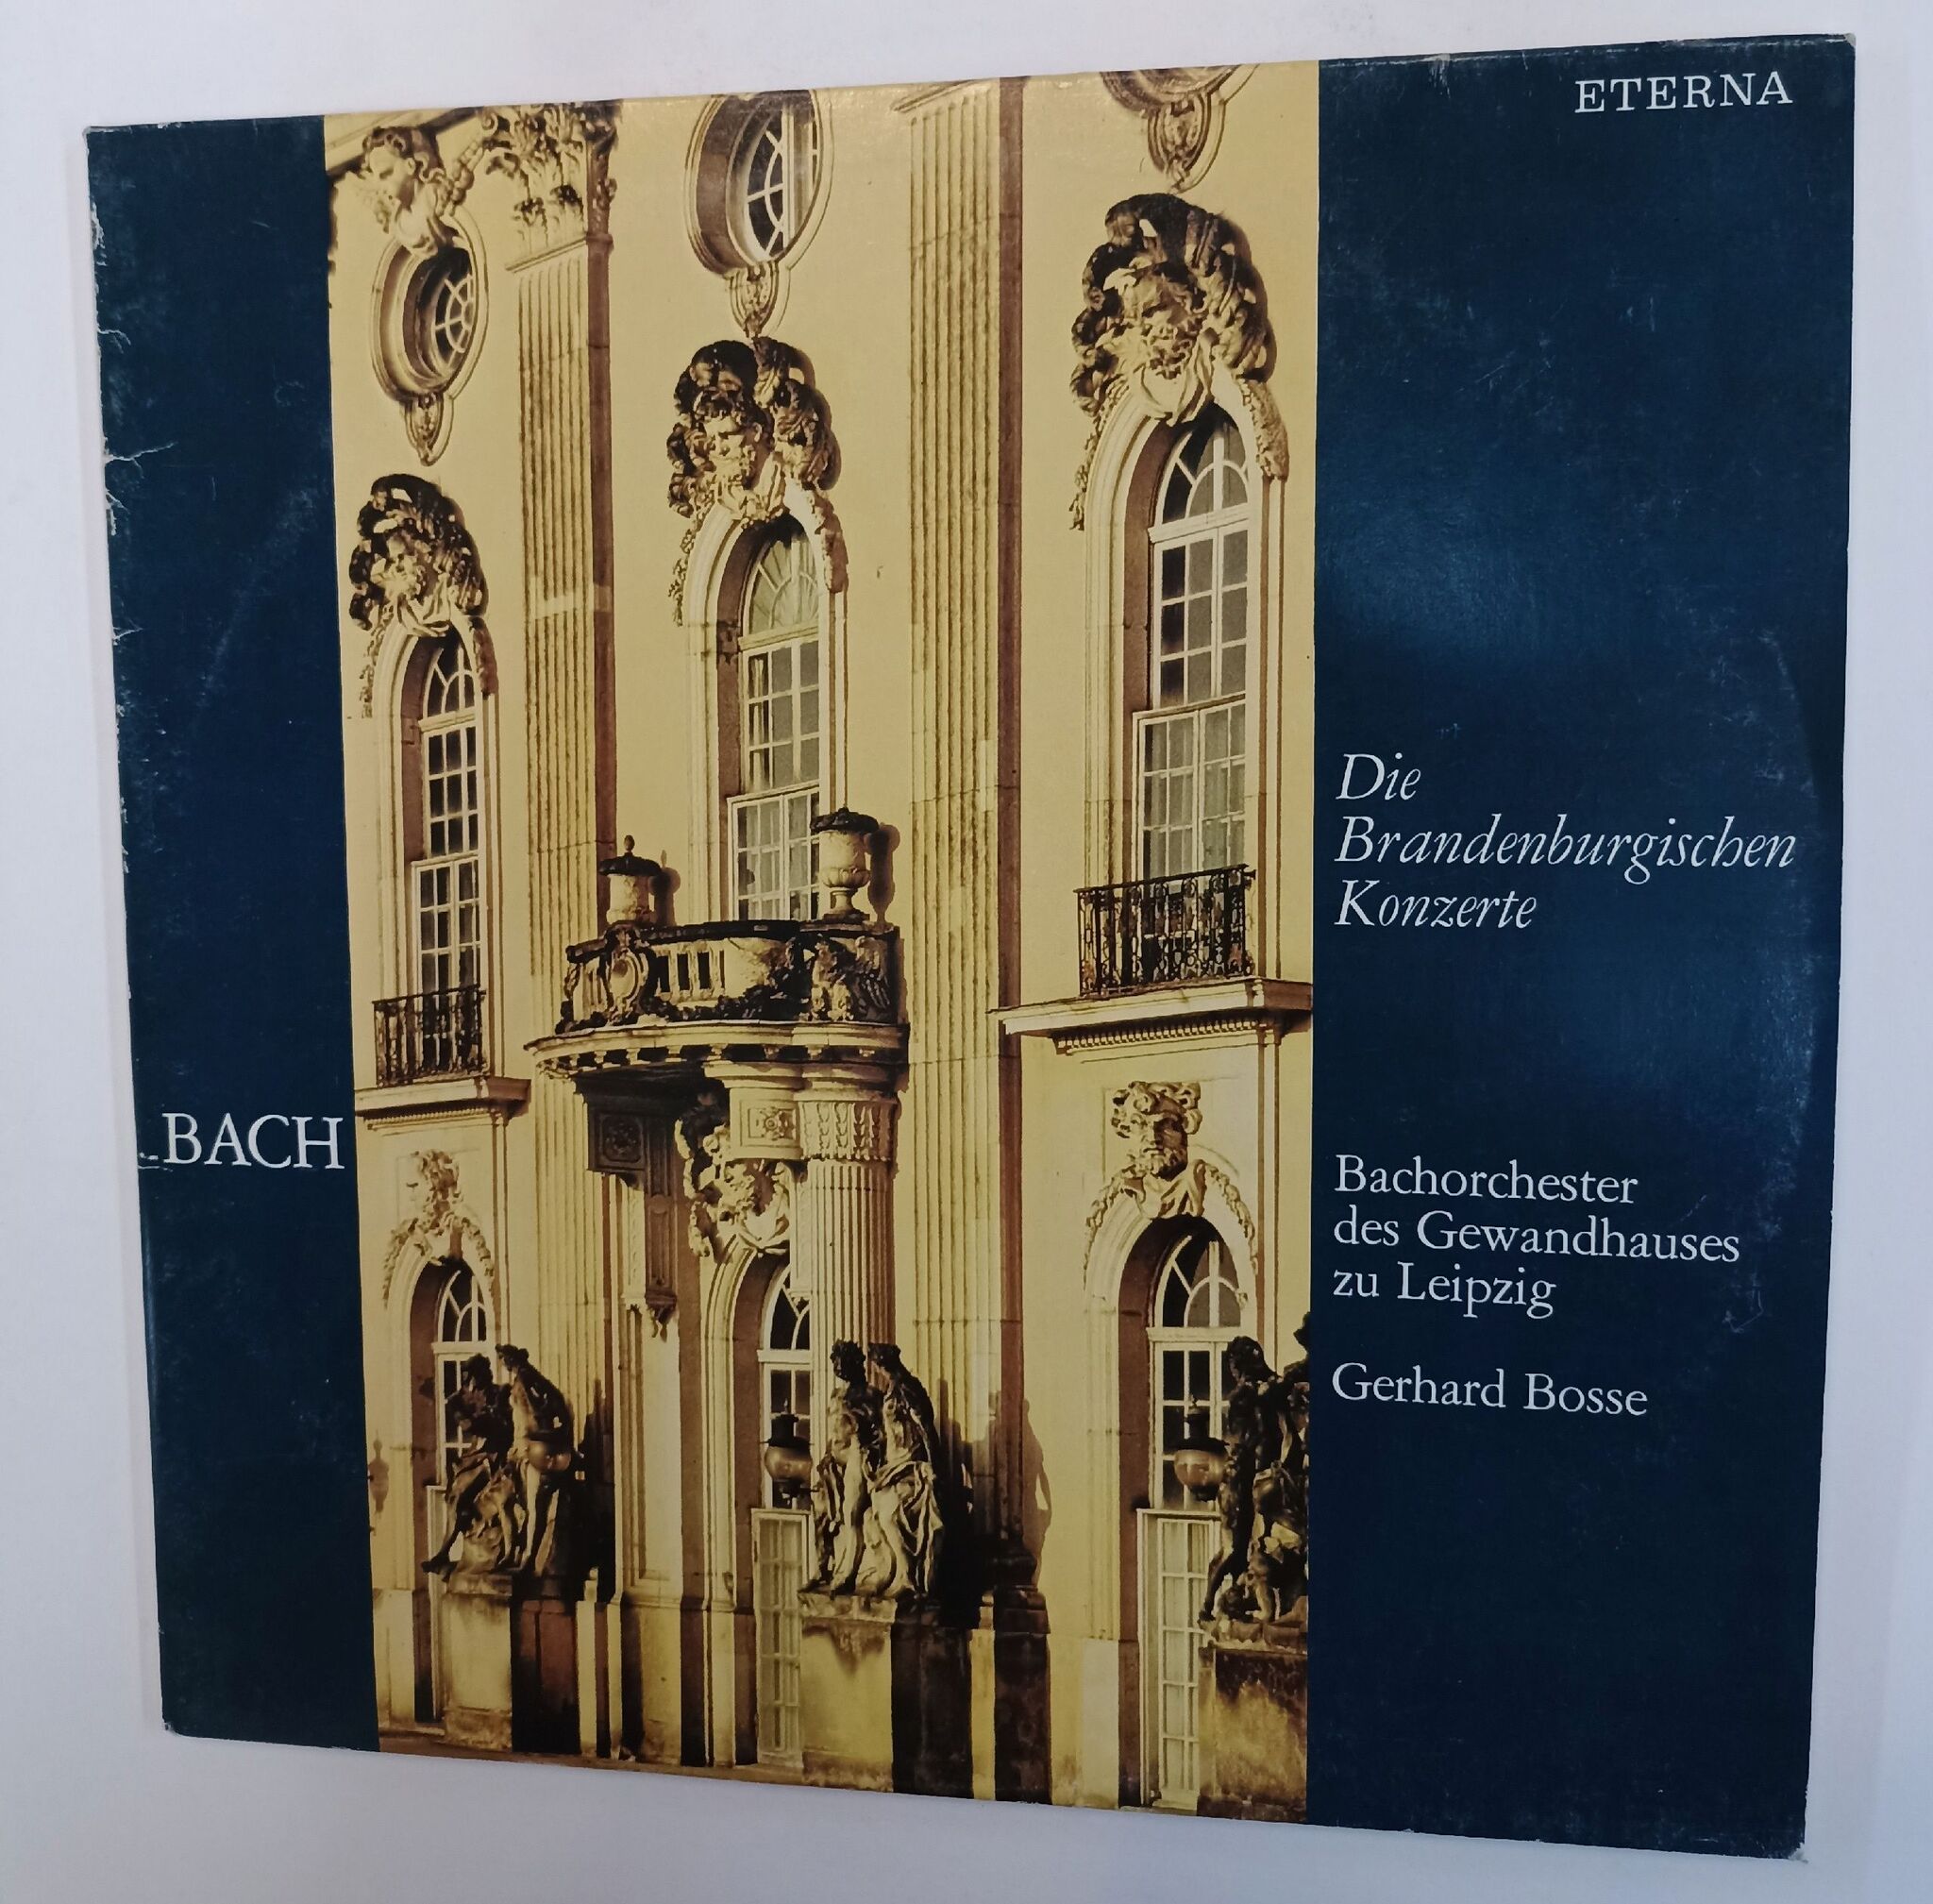 ETERNA
BACH
Die
Brandenburgischen
Konzerte
Bachorchester
des Gewandhauses
zu Leipzig
Gerhard Bosse